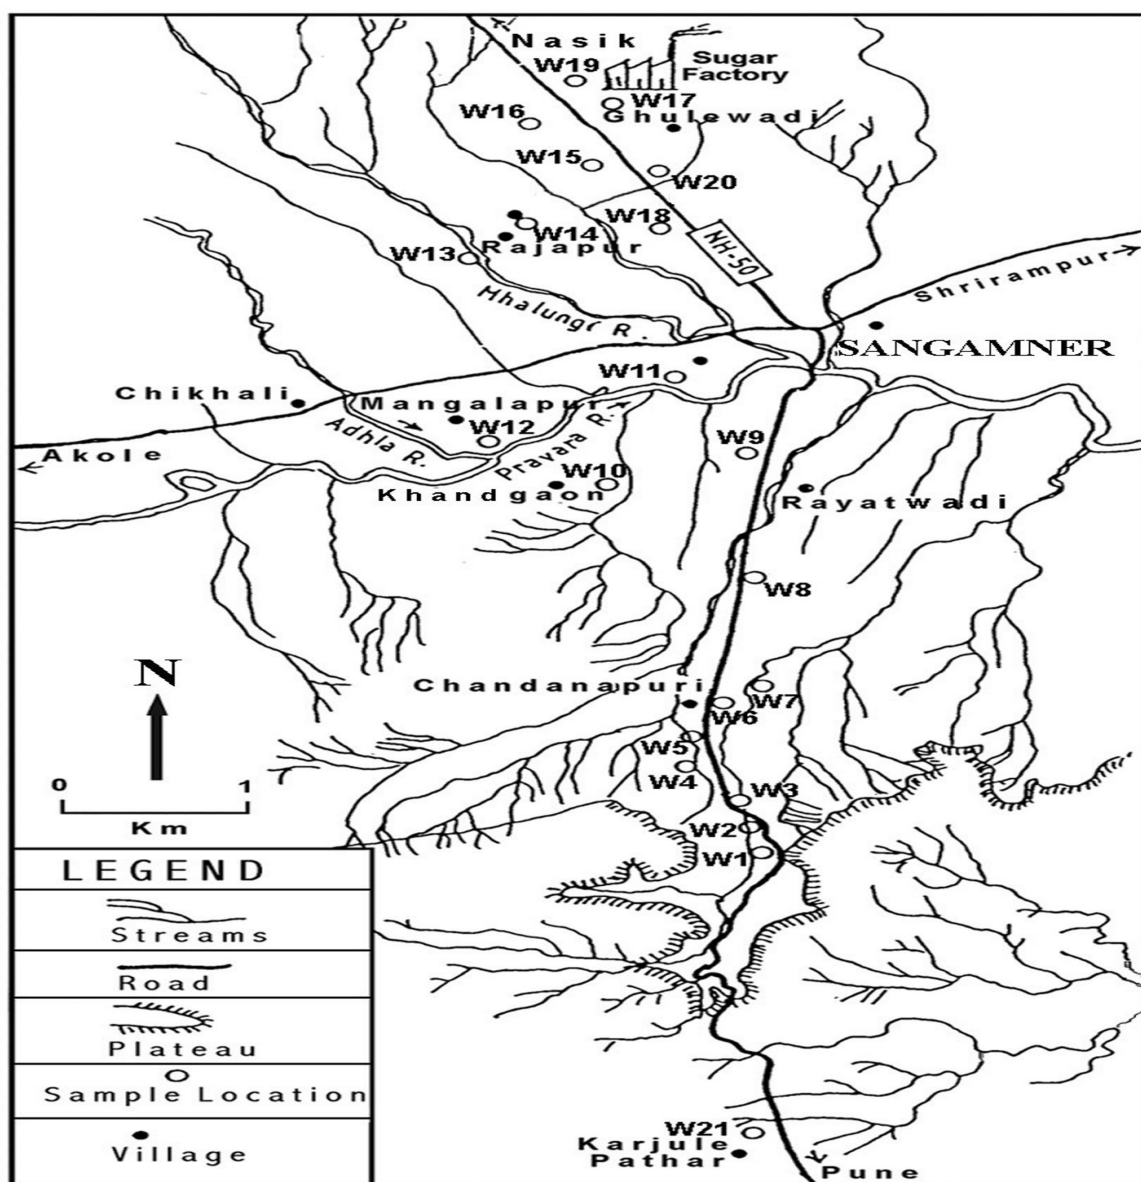 Nasik
W19
Sugar
Factory
W17
W16
Ghulewadi
W15
W20
W18
W14
Rajapur
W13
NH-50
Shrirampur
Mhalungi R.
SANGAMNER
W11
Chikhali
Mangalapur
W12
Adhla R.
Pravara R.
W9
Akole
W10
Khandgaon
Rayatwadi
W8
N
Chandanapuri
W7
W6
W5
W4
W3
0 1
Km
W2
W1
LEGEND
Streams
Road
Plateau
Sample Location
Village
W21
Karjule
Pathar
Pune